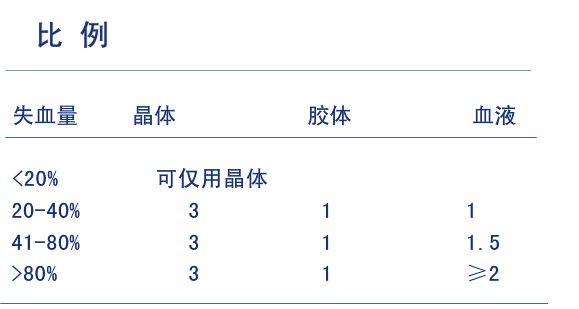 比 例
失血量 晶体 胶体 血液
<20% 可仅用晶体
20-40% 3 1 1
41-80% 3 1 1.5
>80% 3 1 ≥2